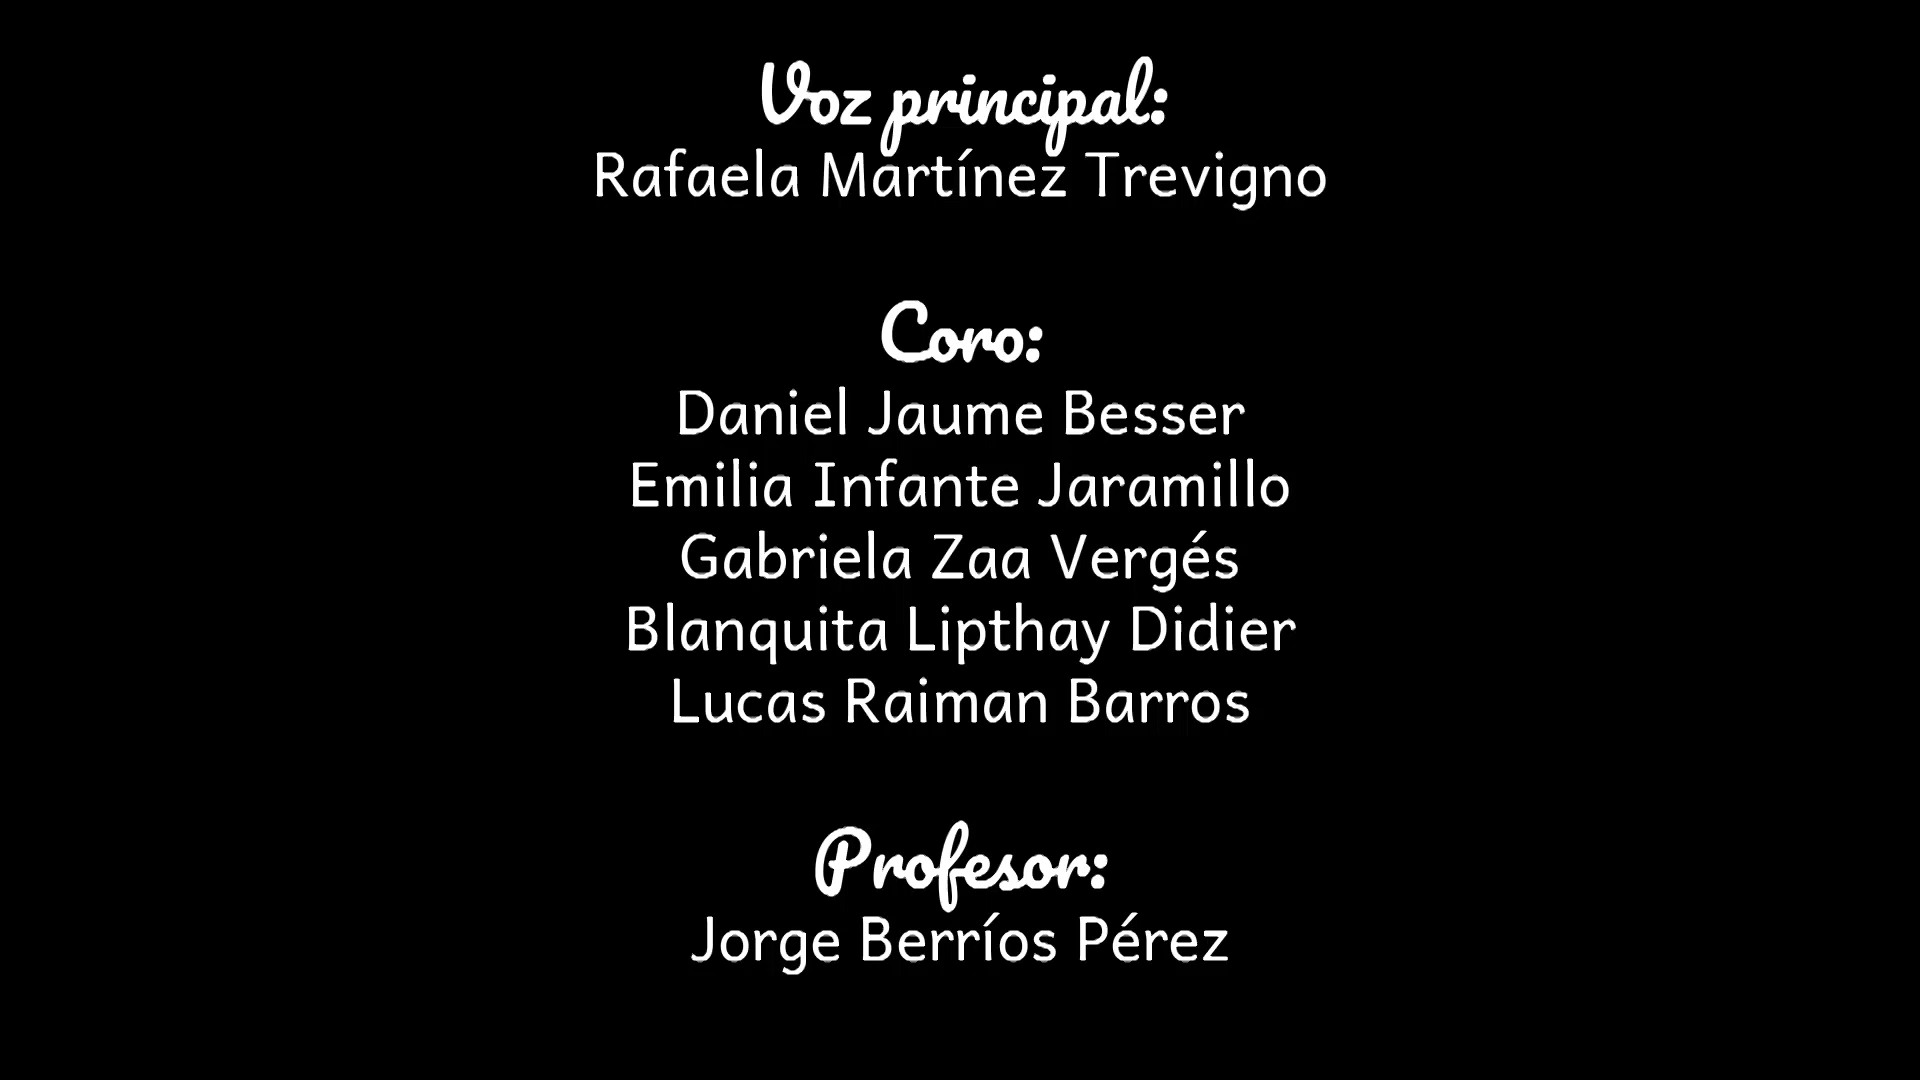 Voz principal:
Rafaela Martínez Trevigno
Coro:
Daniel Jaume Besser
Emilia Infante Jaramillo
Gabriela Zaa Vergés
Blanquita Lipthay Didier
Lucas Raiman Barros
Profesor:
Jorge Berríos Pérez